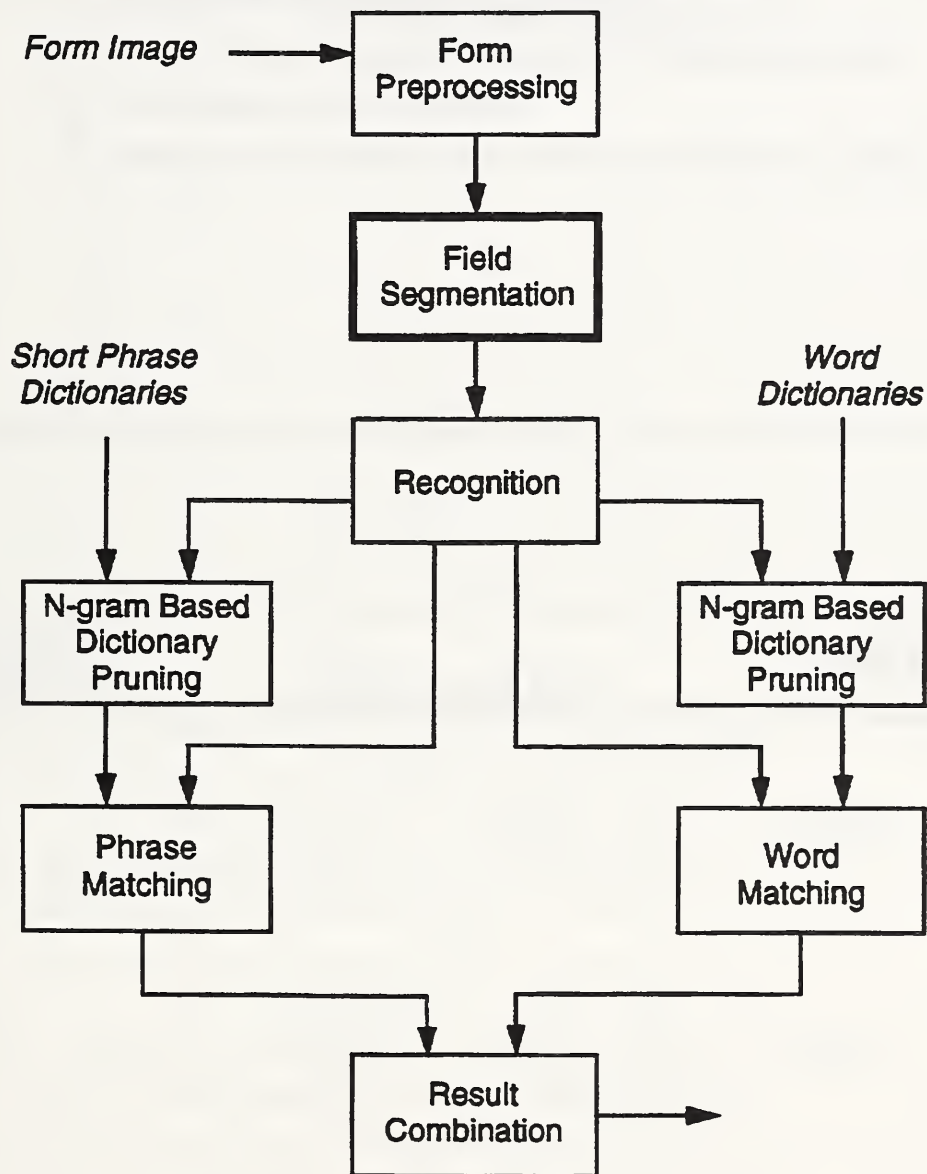 Form Image
Form
Preprocessing
Field
Segmentation
Short Phrase
Dictionaries
Word
Dictionaries
Recognition
N-gram Based
Dictionary
Pruning
N-gram Based
Dictionary
Pruning
Phrase
Matching
Word
Matching
Result
Combination